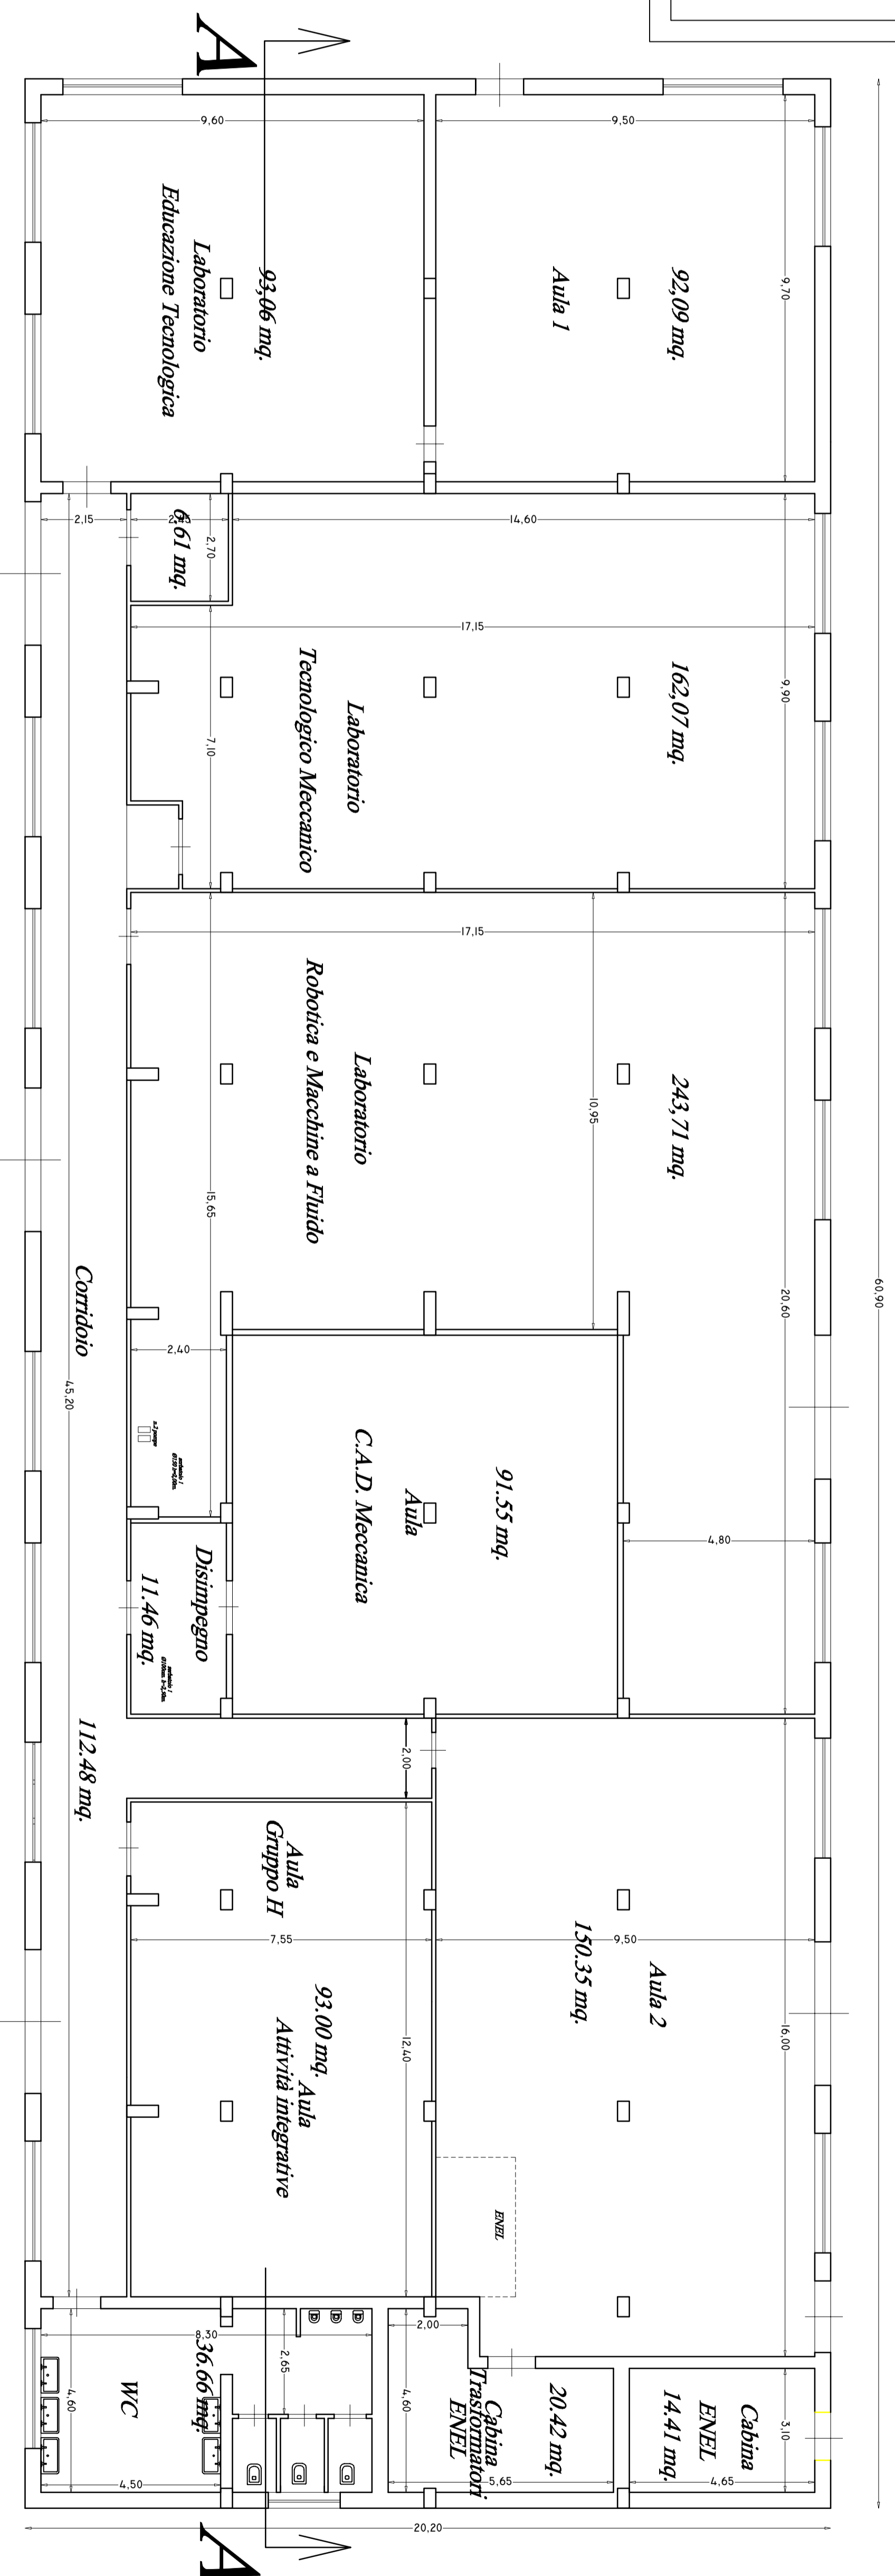 A
9,60
9,50
60,90
Laboratorio
Educazione Tecnologica
93,06 mq.
Aula 1
92,09 mq.
9,70
2,15
2,45
14,60
6.61 mq.
2,70
17,15
Laboratorio
Tecnologico Meccanico
162,07 mq.
9,90
7,10
17,15
Laboratorio
Robotica e Macchine a Fluido
243,71 mq.
10,95
15,65
20,60
Corridoio
45,20
112.48 mq.
2,40
n.2 pompe
Aula
C.A.D. Meccanica
91.55 mq.
4,80
Disimpegno
11.46 mq.
2,00
Aula
Gruppo H
7,55
93.00 mq.
Aula
Attività integrative
12,40
9,50
Aula 2
150.35 mq.
16,00
ENEL
8,30
2,65
36.66 mq.
WC
4,60
4,50
2,00
4,60
Cabina
Trasformatori
ENEL
20.42 mq.
5,65
Cabina
ENEL
14.41 mq.
3,10
4,65
20,20
A